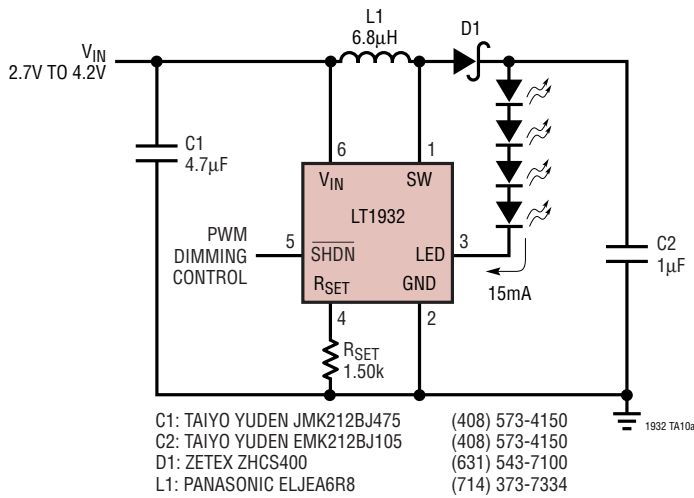 L1
6.8µH
D1
VIN
2.7V TO 4.2V
C1
4.7µF
6
1
VIN
SW
LT1932
PWM
DIMMING
CONTROL
5
SHDN
LED
3
RSET
GND
15mA
C2
1µF
4
2
RSET
1.50k
C1: TAIYO YUDEN JMK212BJ475 (408) 573-4150
C2: TAIYO YUDEN EMK212BJ105 (408) 573-4150
D1: ZETEX ZHCS400 (631) 543-7100
L1: PANASONIC ELJEA6R8 (714) 373-7334
1932 TA10a